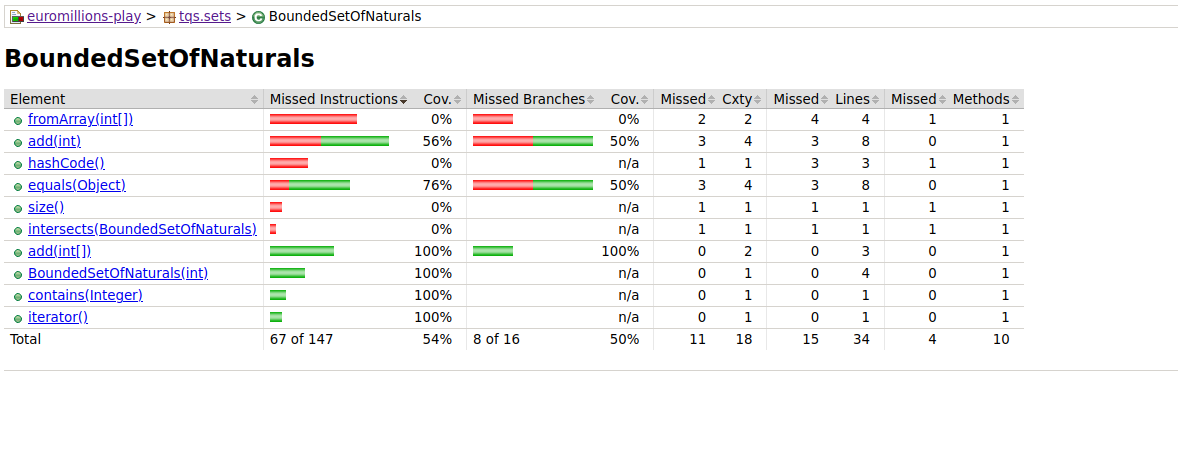 euromillions-play > tqs.sets > BoundedSetOfNaturals
BoundedSetOfNaturals
Element Missed Instructions Cov. Missed Branches Cov. Missed Cxty Missed Lines Missed Methods
fromArray(int[]) 0% 0% 2 2 4 4 1 1
add(int) 56% 50% 3 4 3 8 0 1
hashCode() 0% n/a 1 1 3 3 1 1
equals(Object) 76% 50% 3 4 3 8 0 1
size() 0% n/a 1 1 1 1 1 1
intersects(BoundedSetOfNaturals) 0% n/a 1 1 1 1 1 1
add(int[]) 100% 100% 0 2 0 3 0 1
BoundedSetOfNaturals(int) 100% n/a 0 1 0 4 0 1
contains(Integer) 100% n/a 0 1 0 1 0 1
iterator() 100% n/a 0 1 0 1 0 1
Total 67 of 147 54% 8 of 16 50% 11 18 15 34 4 10